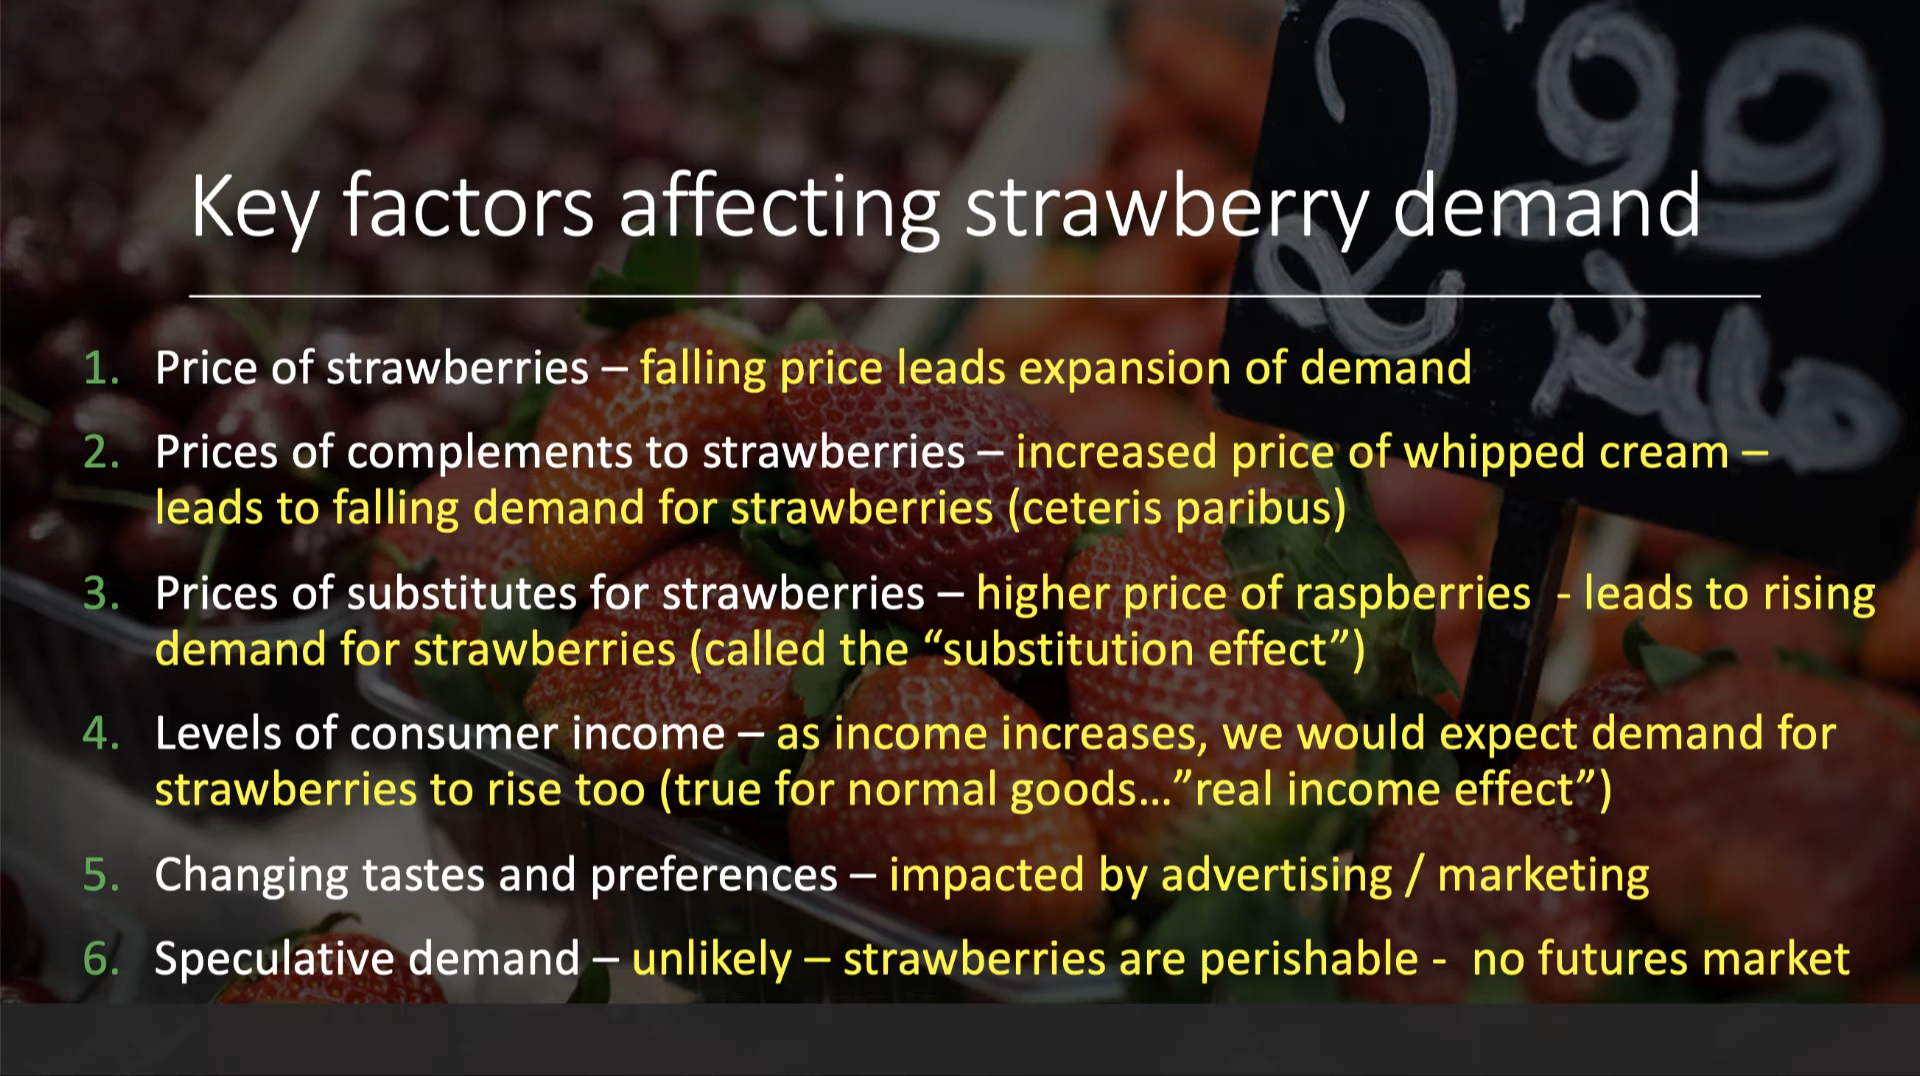 2'99
Kilo
Key factors affecting strawberry demand
1. Price of strawberries – falling price leads expansion of demand
2. Prices of complements to strawberries – increased price of whipped cream –
leads to falling demand for strawberries (ceteris paribus)
3. Prices of substitutes for strawberries – higher price of raspberries  - leads to rising
demand for strawberries (called the “substitution effect”)
4. Levels of consumer income – as income increases, we would expect demand for
strawberries to rise too (true for normal goods...”real income effect”)
5. Changing tastes and preferences – impacted by advertising / marketing
6. Speculative demand – unlikely – strawberries are perishable -  no futures market